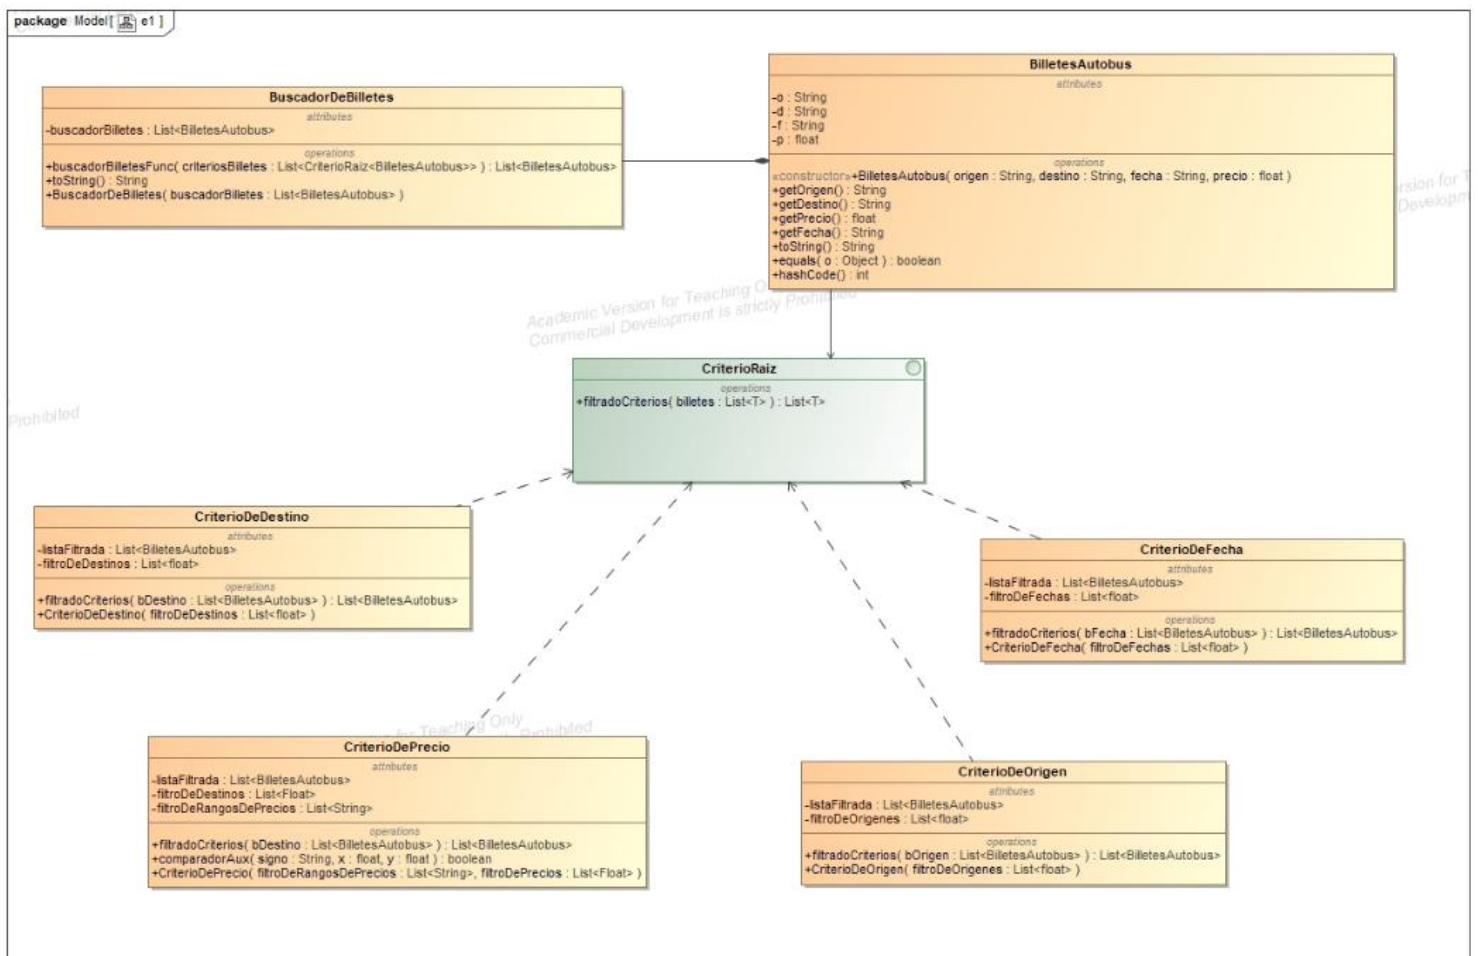 package Model[ e1 ]
BuscadorDeBilletes
attributes
-buscadorBilletes : List<BilletesAutobus>
operations
+buscadorBilletesFunc( criteriosBilletes : List<CriterioRaiz<BilletesAutobus>> ) : List<BilletesAutobus>
+toString() : String
+BuscadorDeBilletes( buscadorBilletes : List<BilletesAutobus> )
BilletesAutobus
attributes
-o : String
-d : String
-f : String
-p : float
operations
«constructor»+BilletesAutobus( origen : String, destino : String, fecha : String, precio : float )
+getOrigen() : String
+getDestino() : String
+getPrecio() : float
+getFecha() : String
+toString() : String
+equals( o : Object ) : boolean
+hashCode() : int
Academic Version for Teaching
Commercial Development is strictly Prohibited
CriterioRaiz
operations
+filtradoCriterios( billetes : List<T> ) : List<T>
Prohibited
CriterioDeDestino
attributes
-listaFiltrada : List<BilletesAutobus>
-filtroDeDestinos : List<float>
operations
+filtradoCriterios( bDestino : List<BilletesAutobus> ) : List<BilletesAutobus>
+CriterioDeDestino( filtroDeDestinos : List<float> )
CriterioDeFecha
attributes
-listaFiltrada : List<BilletesAutobus>
-filtroDeFechas : List<float>
operations
+filtradoCriterios( bFecha : List<BilletesAutobus> ) : List<BilletesAutobus>
+CriterioDeFecha( filtroDeFechas : List<float> )
for Teaching Only
Prohibited
CriterioDePrecio
attributes
-listaFiltrada : List<BilletesAutobus>
-filtroDeDestinos : List<Float>
-filtroDeRangosDePrecios : List<String>
operations
+filtradoCriterios( bDestino : List<BilletesAutobus> ) : List<BilletesAutobus>
+comparadorAux( signo : String, x : float, y : float ) : boolean
+CriterioDePrecio( filtroDeRangosDePrecios : List<String>, filtroDePrecios : List<Float> )
CriterioDeOrigen
attributes
-listaFiltrada : List<BilletesAutobus>
-filtroDeOrigenes : List<float>
operations
+filtradoCriterios( bOrigen : List<BilletesAutobus> ) : List<BilletesAutobus>
+CriterioDeOrigen( filtroDeOrigenes : List<float> )